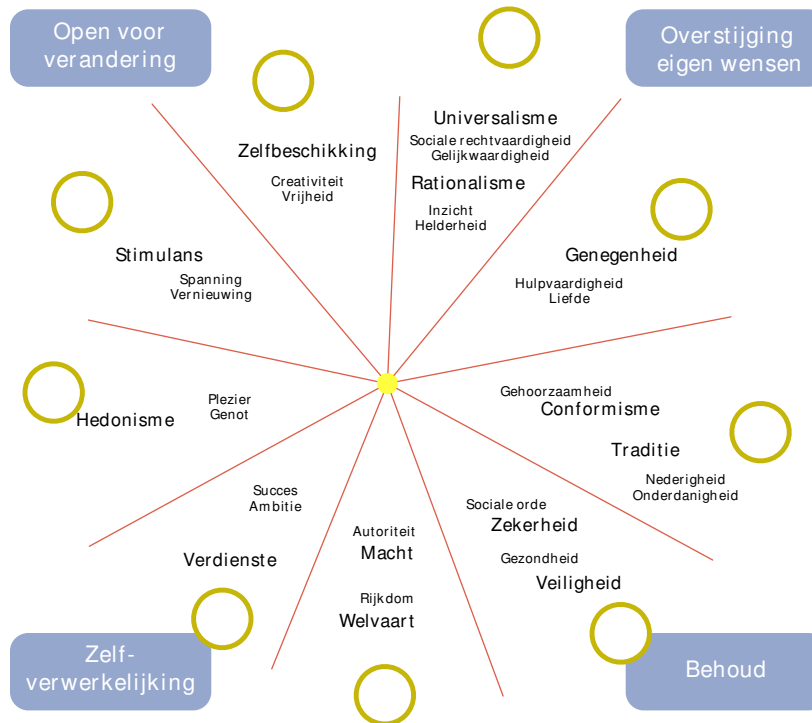 Open voor
verandering
Overstijging
eigen wensen
Universalisme
Sociale rechtvaardigheid
Gelijkwaardigheid
Rationalisme
Inzicht
Helderheid
Zelfbeschikking
Creativiteit
Vrijheid
Stimulans
Spanning
Vernieuwing
Genegenheid
Hulpvaardigheid
Liefde
Hedonisme
Plezier
Genot
Gehoorzaamheid
Conformisme
Traditie
Nederigheid
Onderdanigheid
Succes
Ambitie
Verdienste
Autoriteit
Macht
Rijkdom
Welvaart
Sociale orde
Zekerheid
Gezondheid
Veiligheid
Zelf-
verwerkelijking
Behoud